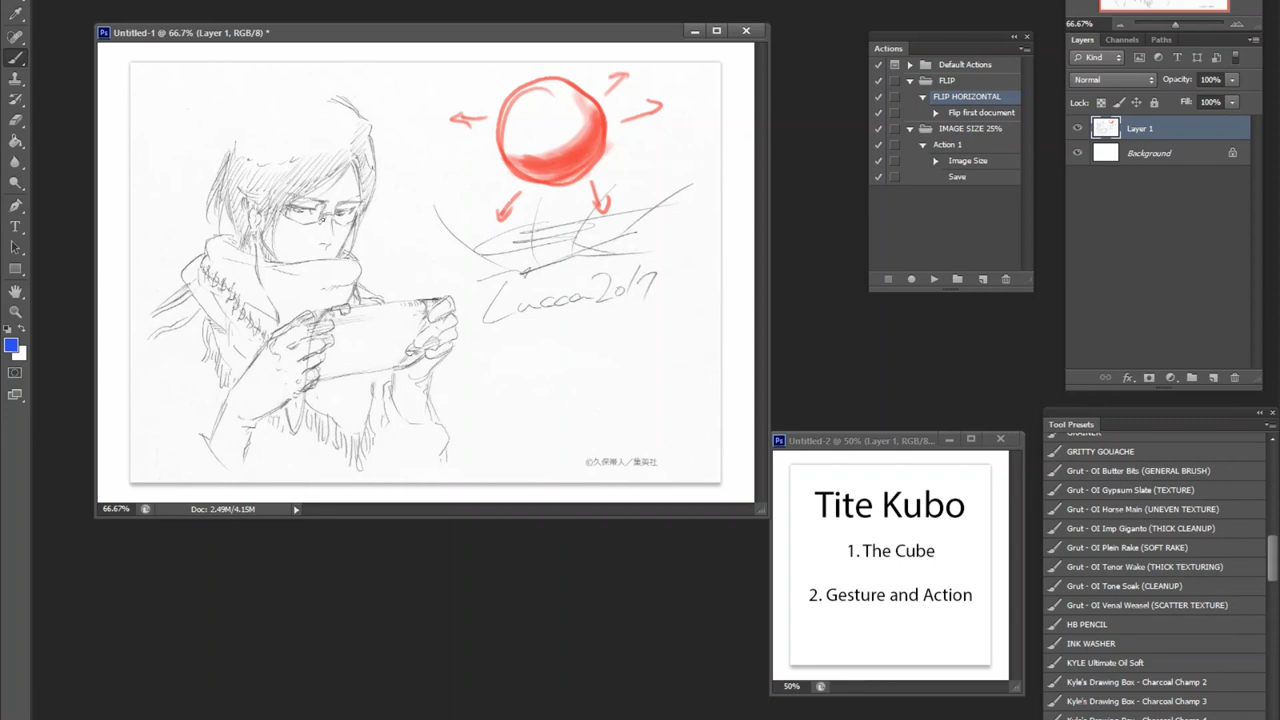 Untitled-1 @ 66.7% (Layer 1, RGB/8) *
Lucca 2017
©久保帯人／集英社
66.67%
Doc: 2.49M/4.15M
Actions
Default Actions
FLIP
FLIP HORIZONTAL
Flip first document
IMAGE SIZE 25%
Action 1
Image Size
Save
66.67%
Layers Channels Paths
Kind
Normal Opacity: 100%
Lock: Fill: 100%
Layer 1
Background
Untitled-2 @ 50% (Layer 1, RGB/8...
Tite Kubo
1. The Cube
2. Gesture and Action
50%
Tool Presets
GRAINER
GRITTY GOUACHE
Grut - OI Butter Bits (GENERAL BRUSH)
Grut - OI Gypsum Slate (TEXTURE)
Grut - OI Horse Main (UNEVEN TEXTURE)
Grut - OI Imp Giganto (THICK CLEANUP)
Grut - OI Plein Rake (SOFT RAKE)
Grut - OI Tenor Wake (THICK TEXTURING)
Grut - OI Tone Soak (CLEANUP)
Grut - OI Venal Weasel (SCATTER TEXTURE)
HB PENCIL
INK WASHER
KYLE Ultimate Oil Soft
Kyle's Drawing Box - Charcoal Champ 2
Kyle's Drawing Box - Charcoal Champ 3